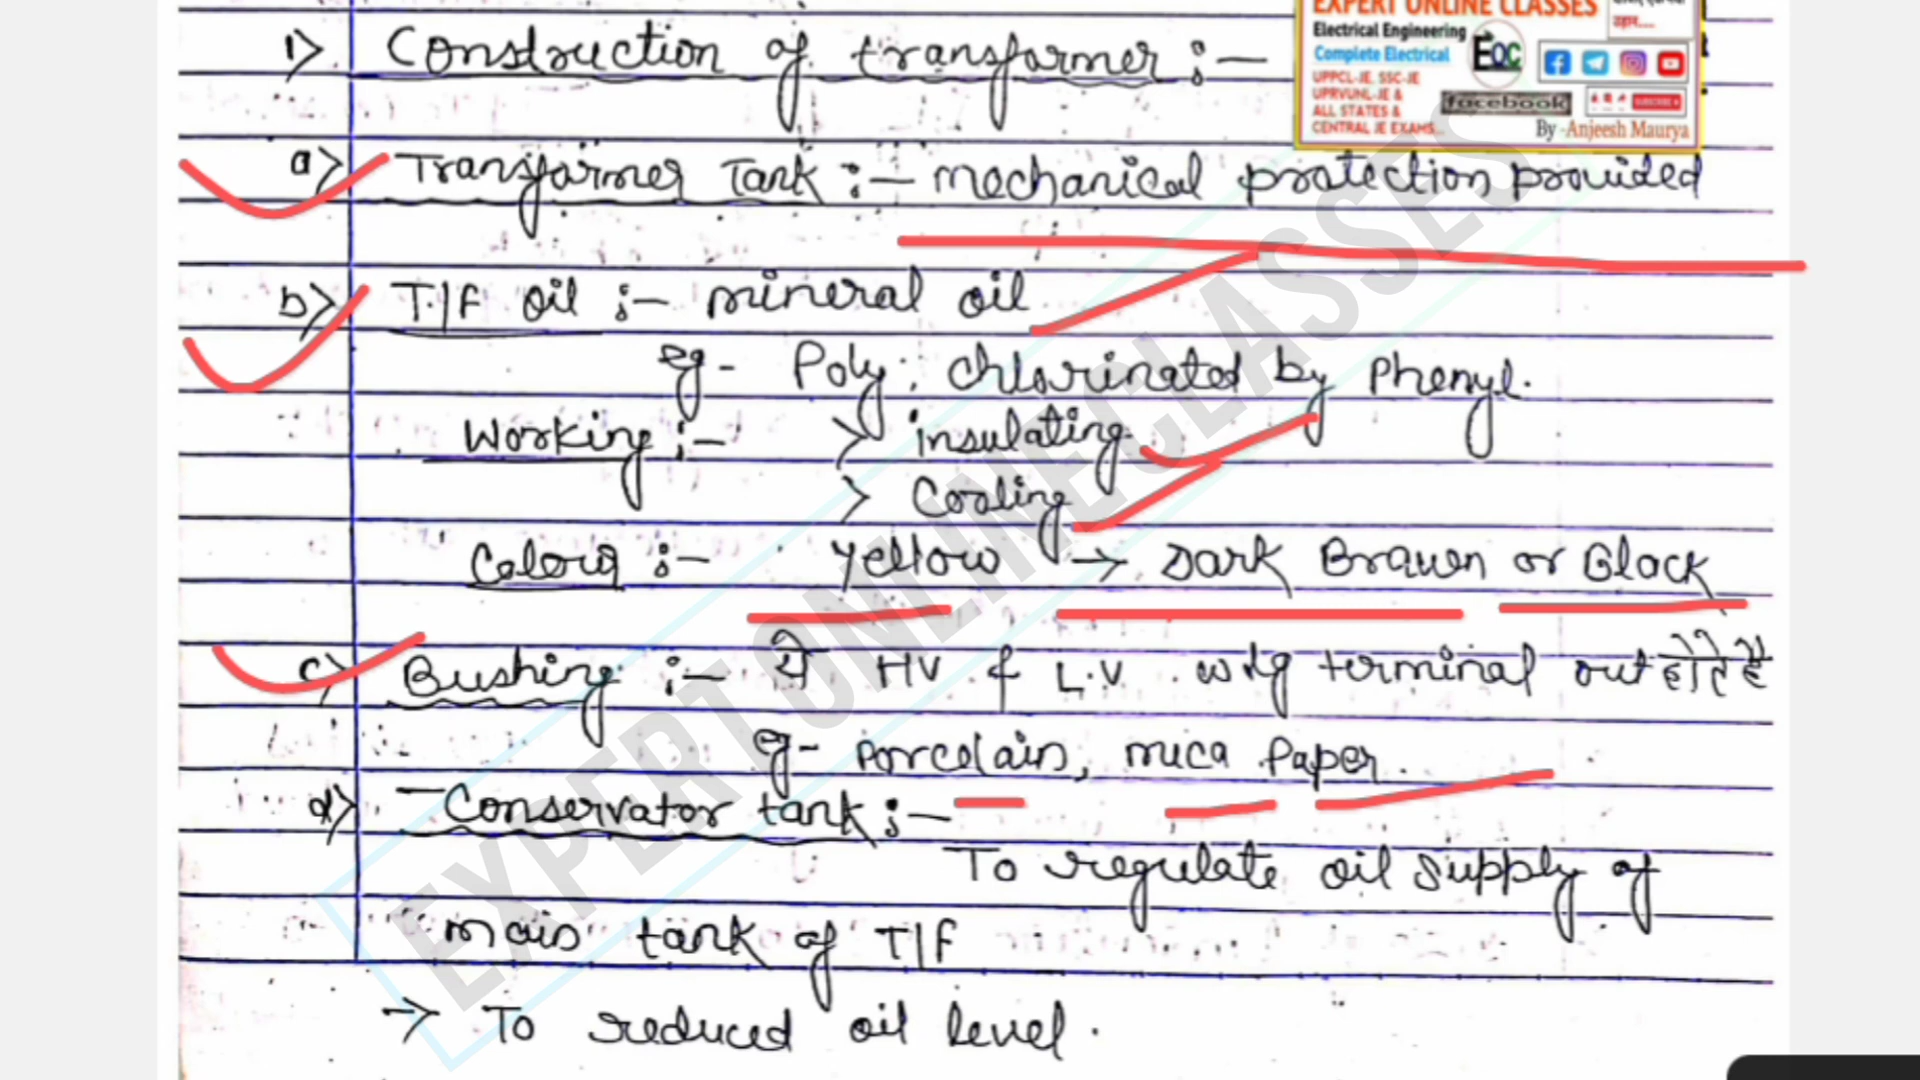 EXPERT ONLINE CLASSES
Electrical Engineering
Complete Electrical
UPPCL-JE, SSC-JE
UPRVUNL-JE &
ALL STATES &
CENTRAL JE EXAMS..
EOC
facebook
SUBSCRIBE
By -Anjeesh Maurya
1) Construction of transformer :-
a) Transformer Tank :- mechanical protection provided
b) T/F oil :- mineral oil
eg- Poly. chlorinated by Phenyl.
Working :- > insulating
> Cooling
Colour :- yellow → Dark Brawn or Black
c) Bushing :- ये HV & L.V. wdg terminal out होते है
eg- Porcelain, mica Paper.
d) Conservator tank :-
To regulate oil supply of
main tank of T/F
→ To reduced oil level.
EXPERT ONLINE CLASSES